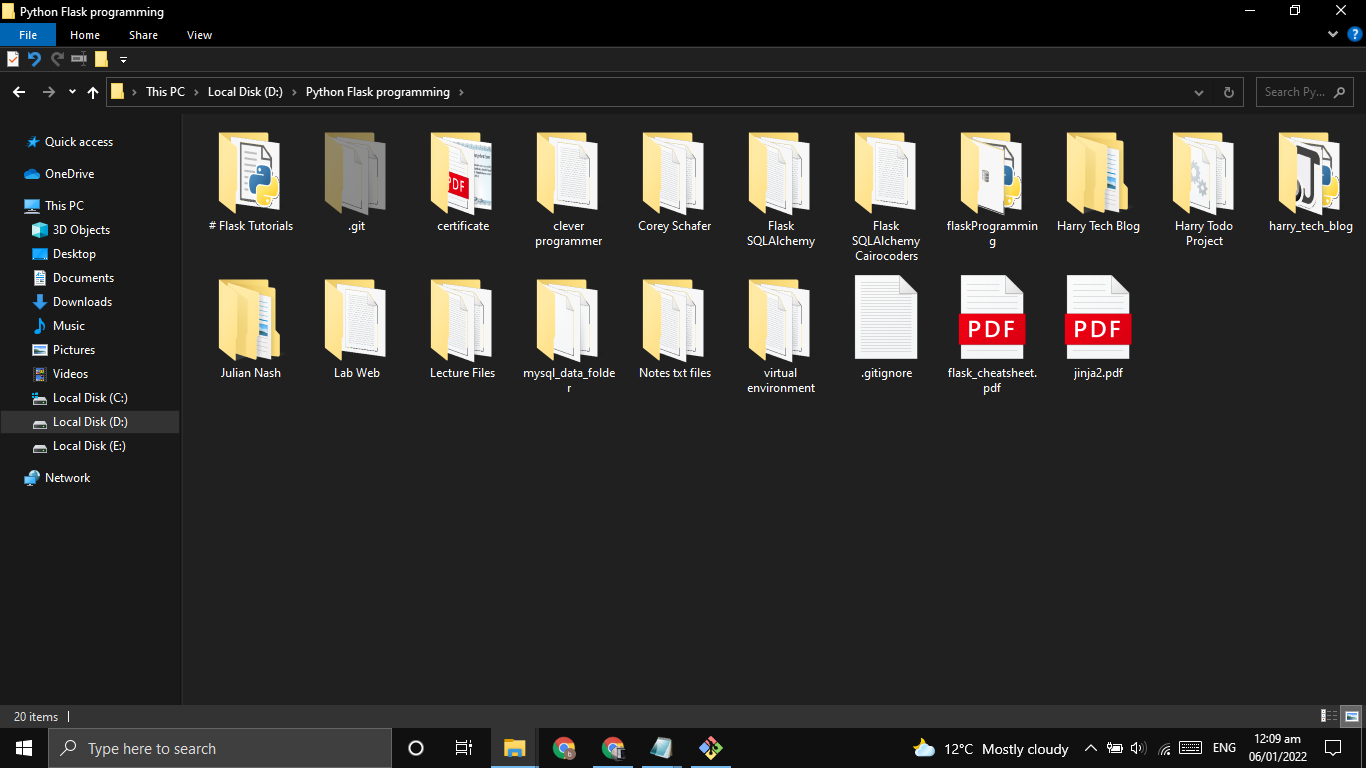 Python Flask programming
File Home Share View
This PC Local Disk (D:) Python Flask programming
Search Py...
Quick access
OneDrive
This PC
3D Objects
Desktop
Documents
Downloads
Music
Pictures
Videos
Local Disk (C:)
Local Disk (D:)
Local Disk (E:)
Network
# Flask Tutorials
.git
certificate
clever
programmer
Corey Schafer
Flask
SQLAlchemy
Flask
SQLAlchemy
Cairocoders
flaskProgrammin
g
Harry Tech Blog
Harry Todo
Project
harry_tech_blog
Julian Nash
Lab Web
Lecture Files
mysql_data_folde
r
Notes txt files
virtual
environment
.gitignore
flask_cheatsheet.
pdf
jinja2.pdf
PDF
PDF
PDF
20 items
Type here to search
12°C Mostly cloudy
ENG
12:09 am
06/01/2022